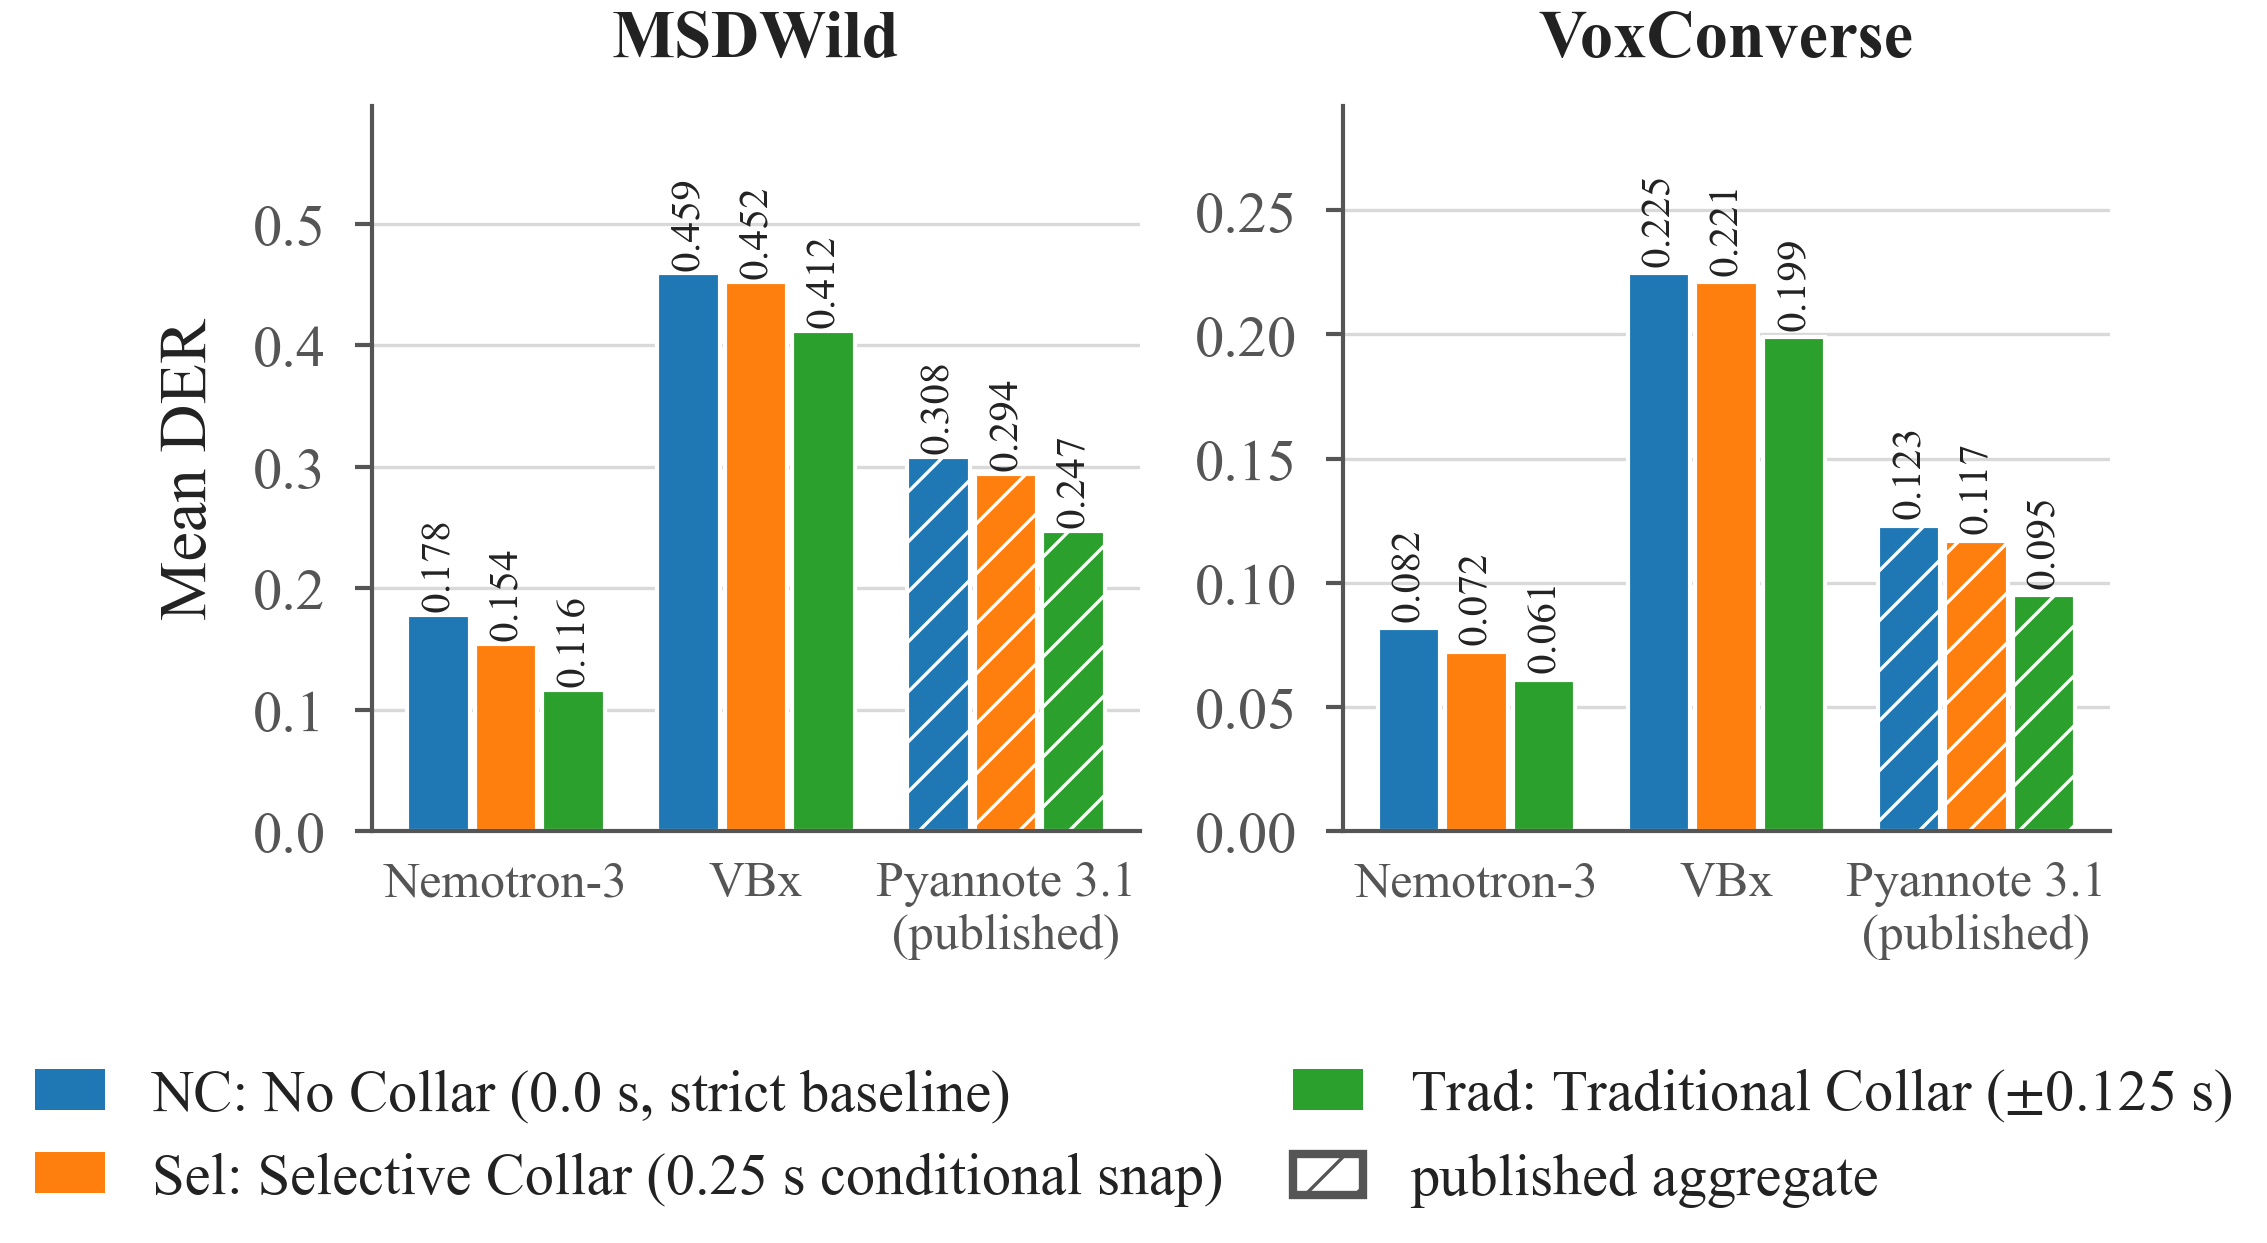 MSDWild
VoxConverse
Mean DER
0.5
0.4
0.3
0.2
0.1
0.0
0.178
0.154
0.116
0.459
0.452
0.412
0.308
0.294
0.247
Nemotron-3
VBx
Pyannote 3.1
(published)
0.25
0.20
0.15
0.10
0.05
0.00
0.082
0.072
0.061
0.225
0.221
0.199
0.123
0.117
0.095
Nemotron-3
VBx
Pyannote 3.1
(published)
NC: No Collar (0.0 s, strict baseline)
Sel: Selective Collar (0.25 s conditional snap)
Trad: Traditional Collar (±0.125 s)
published aggregate